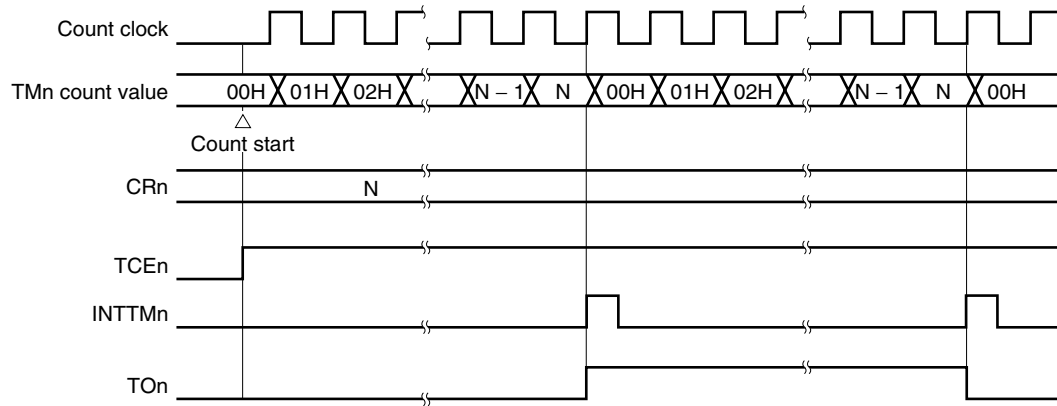 Count clock
TMn count value 00H 01H 02H N − 1 N 00H 01H 02H N − 1 N 00H
Count start
CRn N
TCEn
INTTMn
TOn